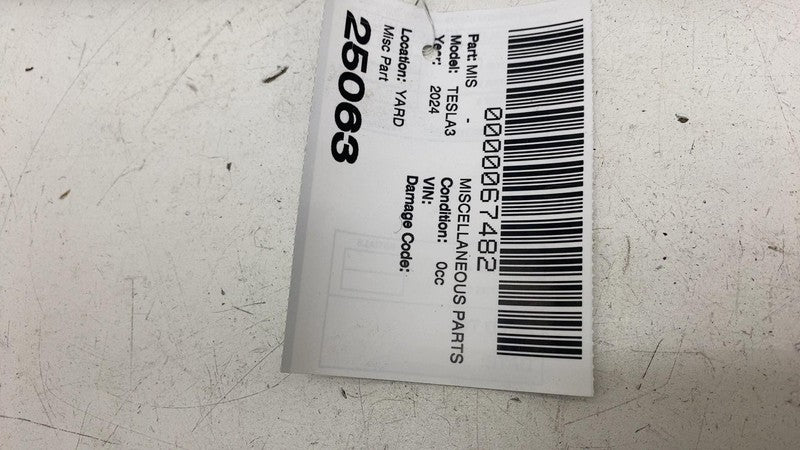 0000067482
Part: MIS - MISCELLANEOUS PARTS
Model: TESLA3 Condition: 0cc
Year: 2024 VIN:
Damage Code:
Location: YARD
Misc Part
25063